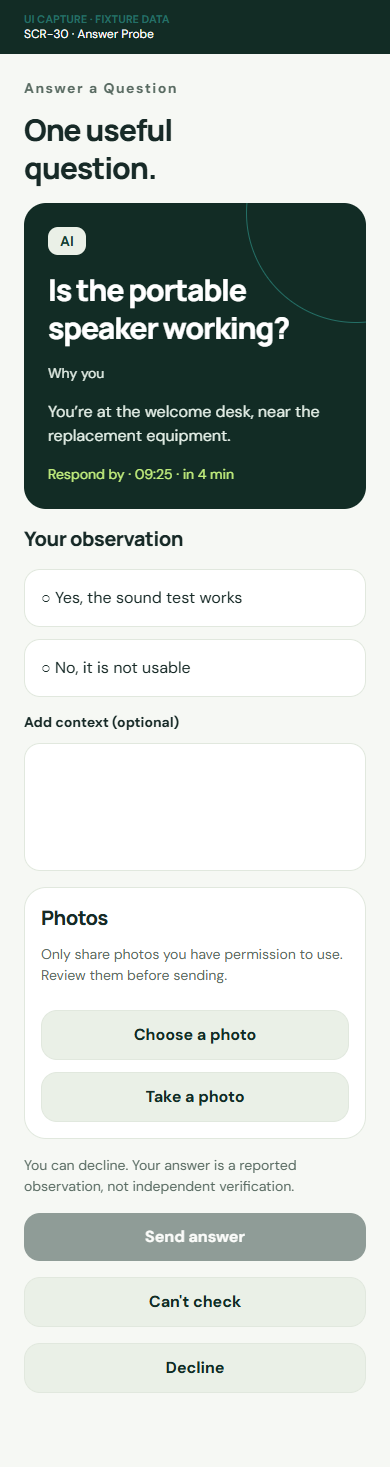 UI CAPTURE · FIXTURE DATA
SCR-30 · Answer Probe
Answer a Question
One useful
question.
AI
Is the portable
speaker working?
Why you
You’re at the welcome desk, near the
replacement equipment.
Respond by · 09:25 · in 4 min
Your observation
○ Yes, the sound test works
○ No, it is not usable
Add context (optional)
Photos
Only share photos you have permission to use.
Review them before sending.
Choose a photo
Take a photo
You can decline. Your answer is a reported
observation, not independent verification.
Send answer
Can't check
Decline